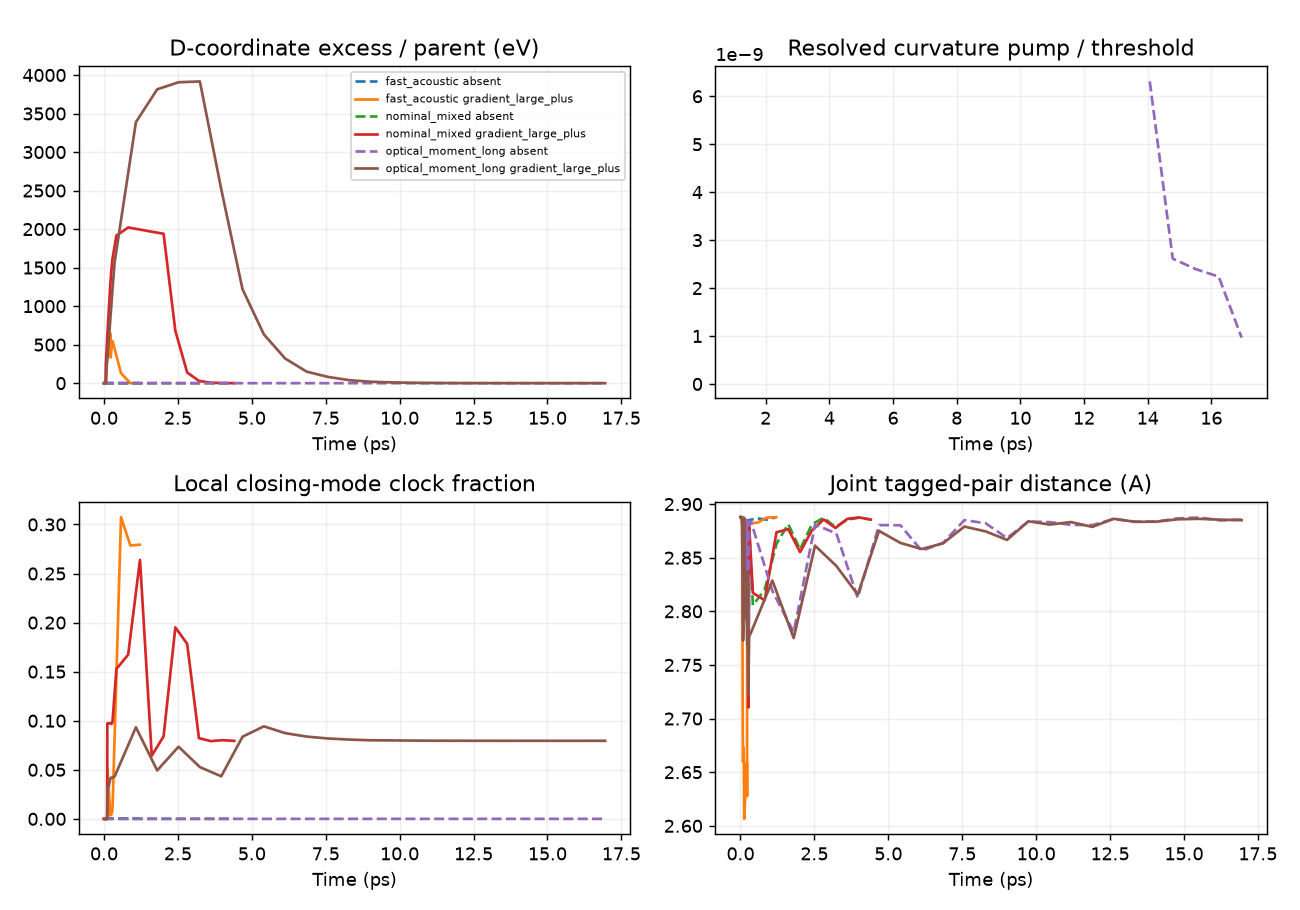 D-coordinate excess / parent (eV)
4000
3500
3000
2500
2000
1500
1000
500
0
0.0 2.5 5.0 7.5 10.0 12.5 15.0 17.5
Time (ps)
fast_acoustic absent
fast_acoustic gradient_large_plus
nominal_mixed absent
nominal_mixed gradient_large_plus
optical_moment_long absent
optical_moment_long gradient_large_plus
Resolved curvature pump / threshold
1e−9
6
5
4
3
2
1
0
2 4 6 8 10 12 14 16
Time (ps)
Local closing-mode clock fraction
0.30
0.25
0.20
0.15
0.10
0.05
0.00
0.0 2.5 5.0 7.5 10.0 12.5 15.0 17.5
Time (ps)
Joint tagged-pair distance (A)
2.90
2.85
2.80
2.75
2.70
2.65
2.60
0.0 2.5 5.0 7.5 10.0 12.5 15.0 17.5
Time (ps)